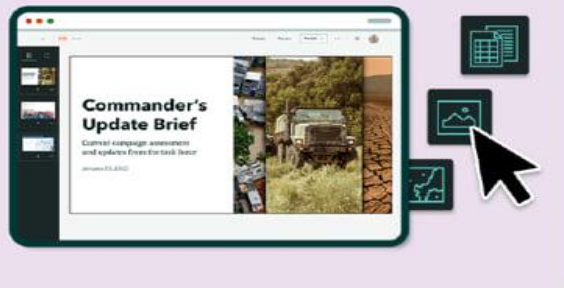 Commander's
Update Brief
Current campaign assessment
and updates from the task force